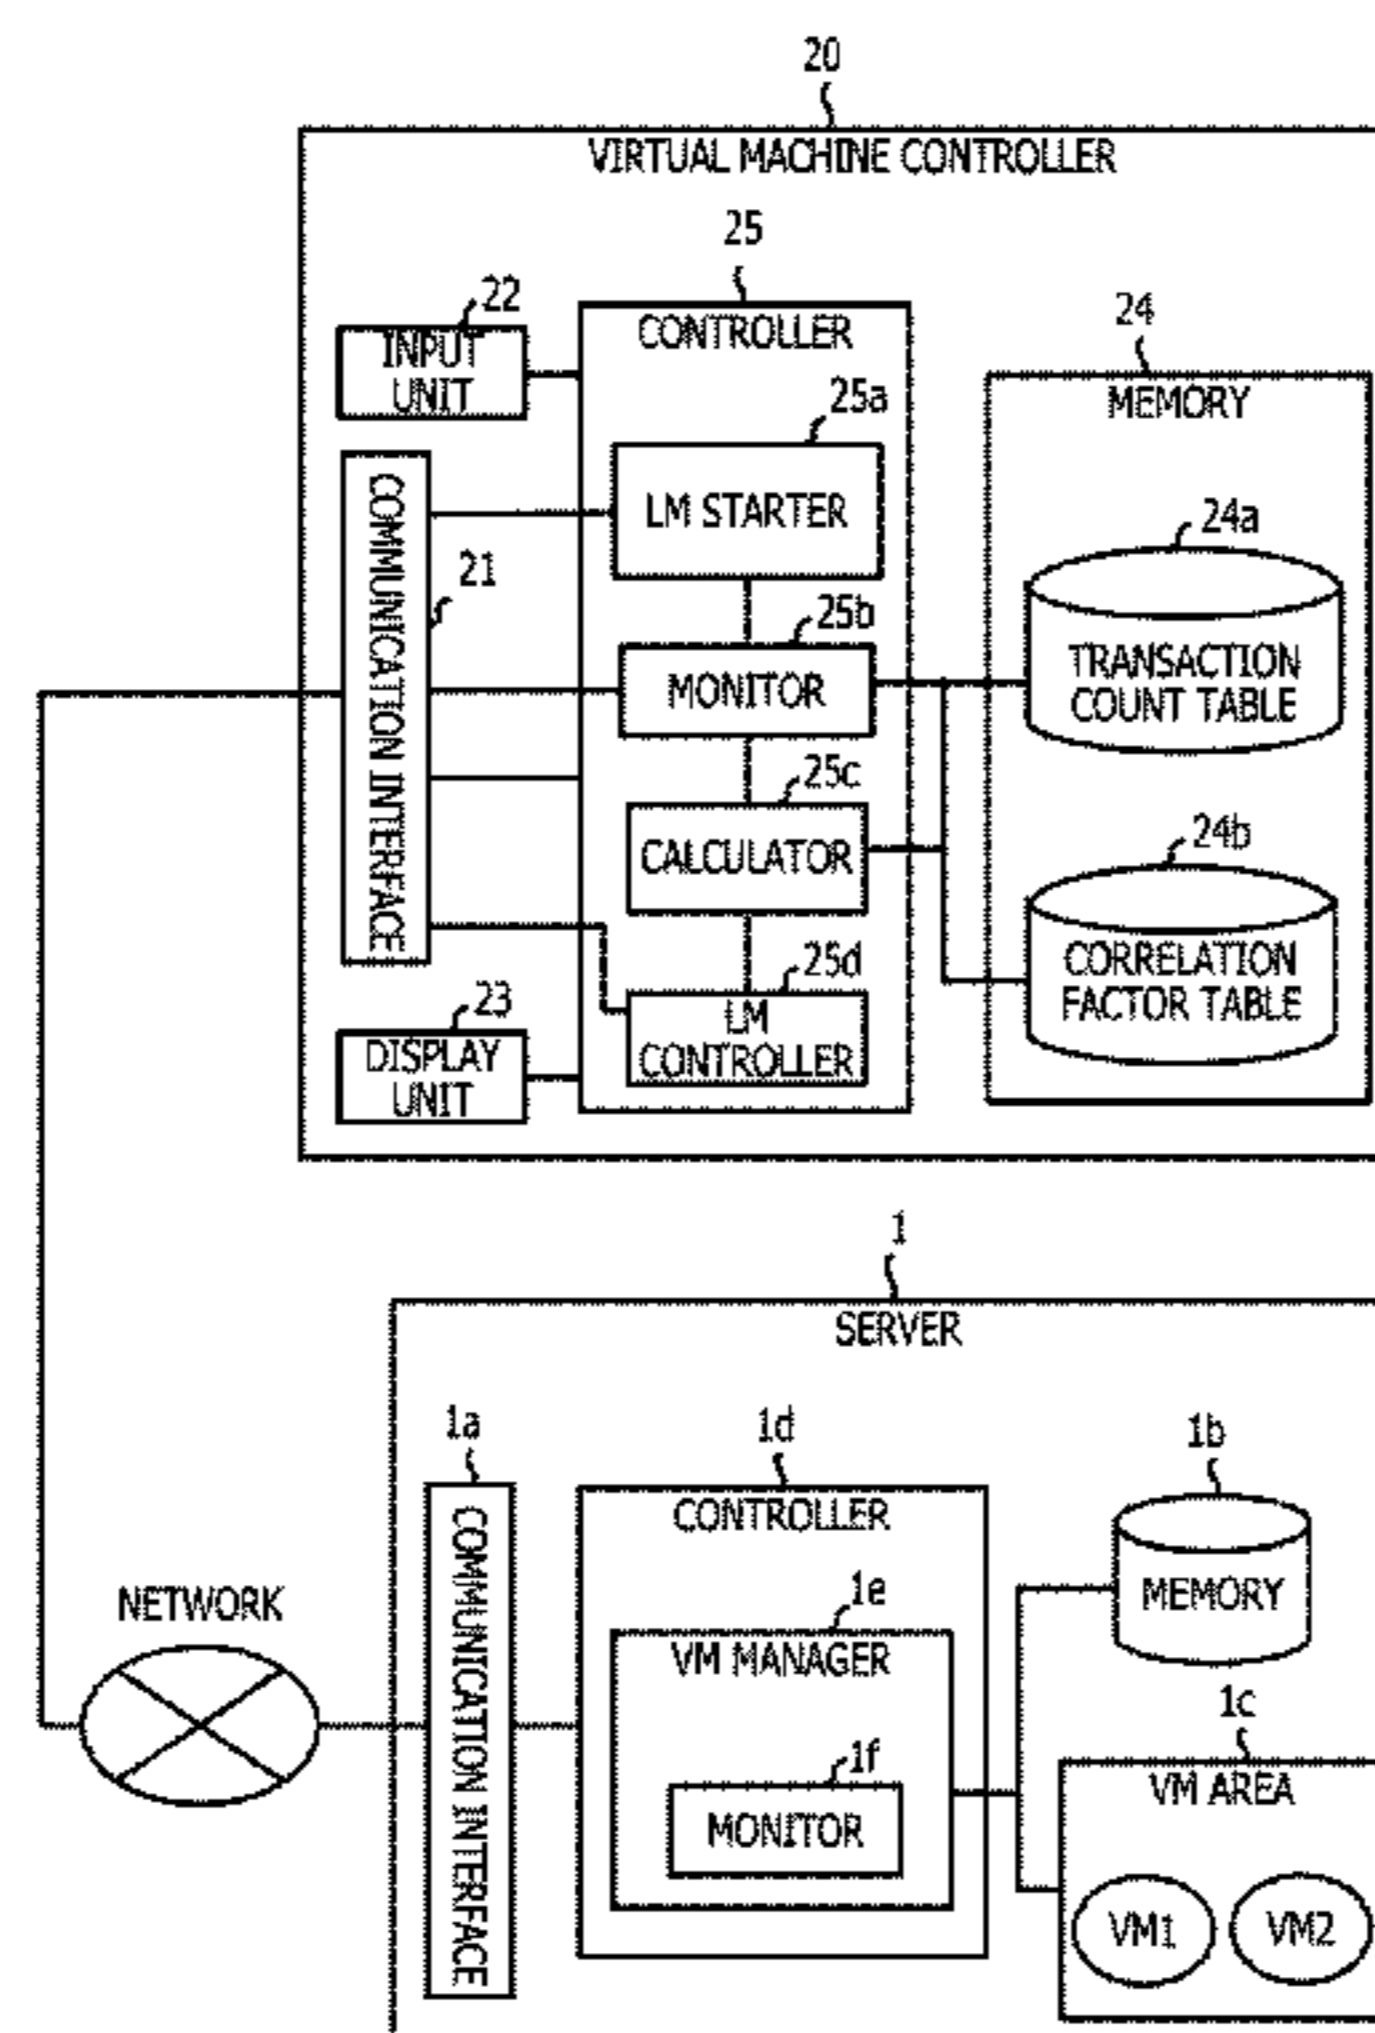 20
VIRTUAL MACHINE CONTROLLER
25
22
INPUT
UNIT
CONTROLLER
24
MEMORY
25a
LM STARTER
COMMUNICATION INTERFACE
21
24a
TRANSACTION
COUNT TABLE
25b
MONITOR
25c
CALCULATOR
24b
CORRELATION
FACTOR TABLE
25d
LM
CONTROLLER
23
DISPLAY
UNIT
1
SERVER
1a
COMMUNICATION INTERFACE
1d
CONTROLLER
1b
MEMORY
NETWORK
1e
VM MANAGER
1f
MONITOR
1c
VM AREA
VM1
VM2